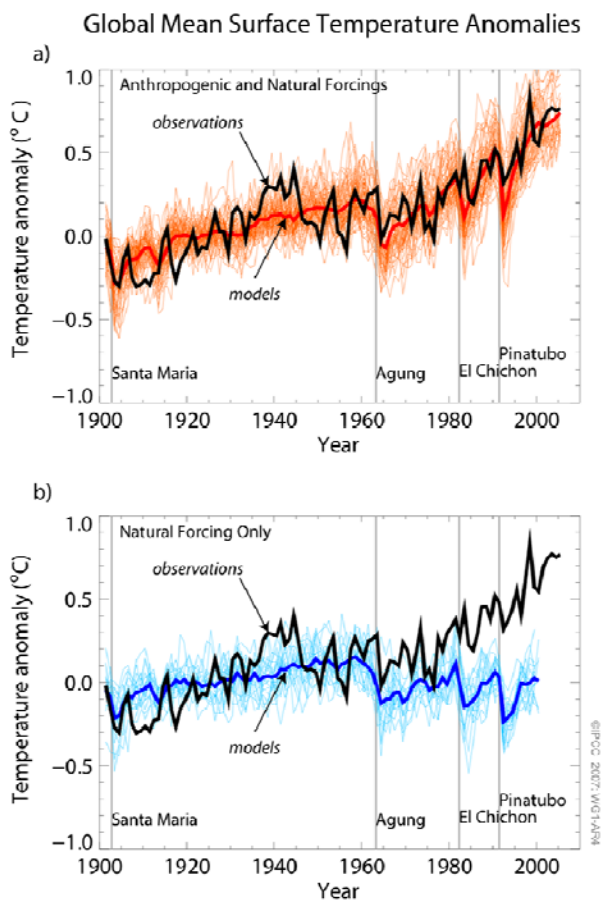 Global Mean Surface Temperature Anomalies
a)
Temperature anomaly (° C)
1.0
0.5
0.0
−0.5
−1.0
Anthropogenic and Natural Forcings
observations
models
Santa Maria
Agung
El Chichon
Pinatubo
1900 1920 1940 1960 1980 2000
Year
b)
Temperature anomaly (°C)
1.0
0.5
0.0
−0.5
−1.0
Natural Forcing Only
observations
models
Santa Maria
Agung
El Chichon
Pinatubo
1900 1920 1940 1960 1980 2000
Year
©IPCC 2007: WG1-AR4